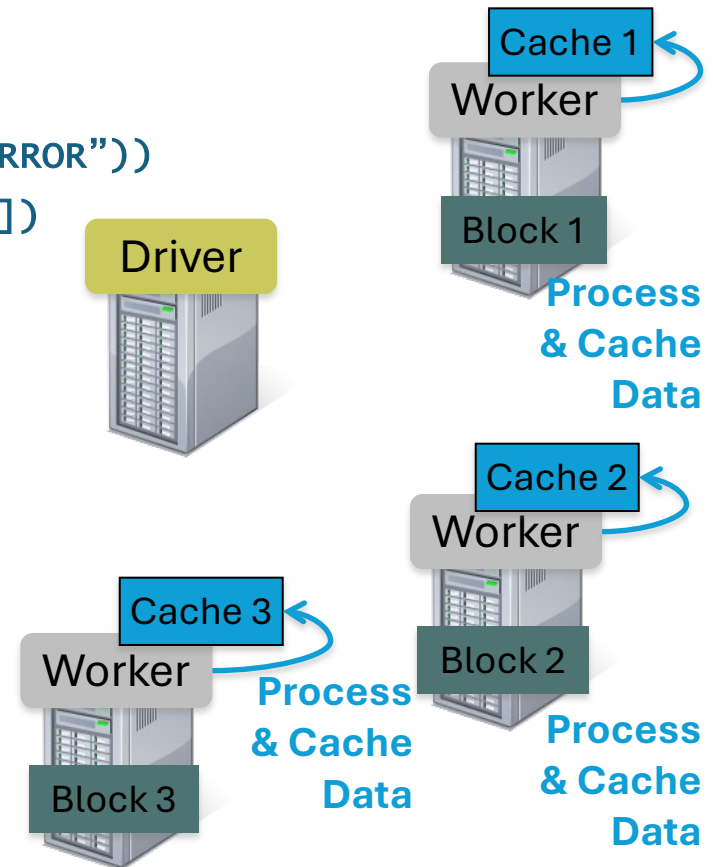 RROR”))
])
Driver
Cache 1
Worker
Block 1
Process
& Cache
Data
Cache 2
Worker
Block 2
Process
& Cache
Data
Cache 3
Worker
Block 3
Process
& Cache
Data